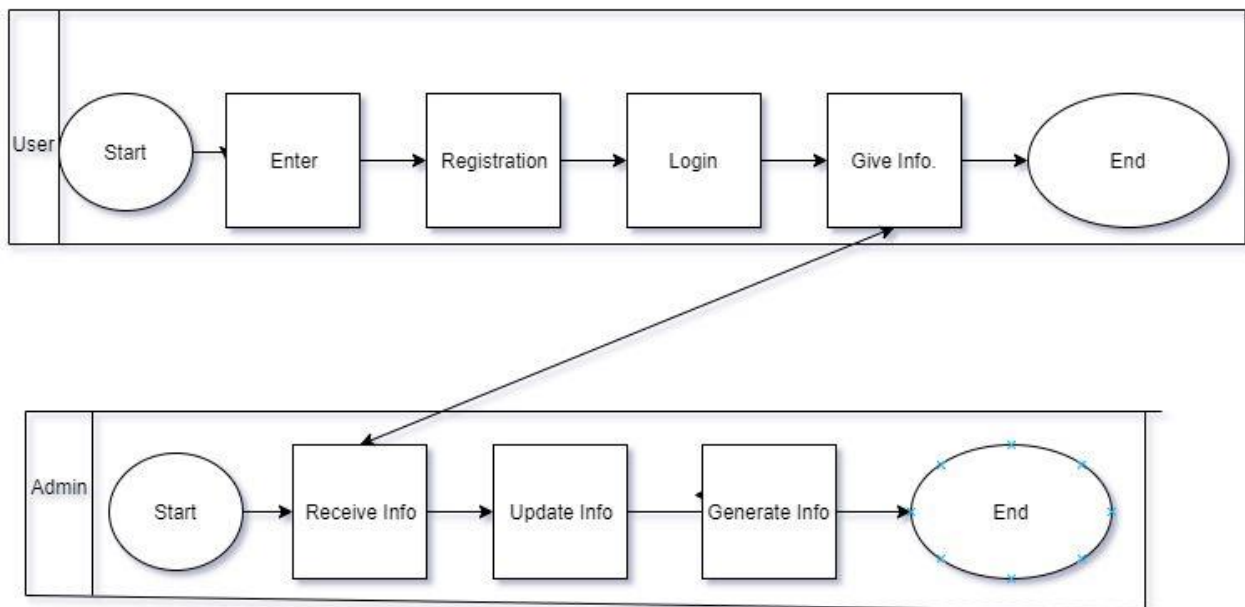 User
Start
Enter
Registration
Login
Give Info.
End
Admin
Start
Receive Info
Update Info
Generate Info
End